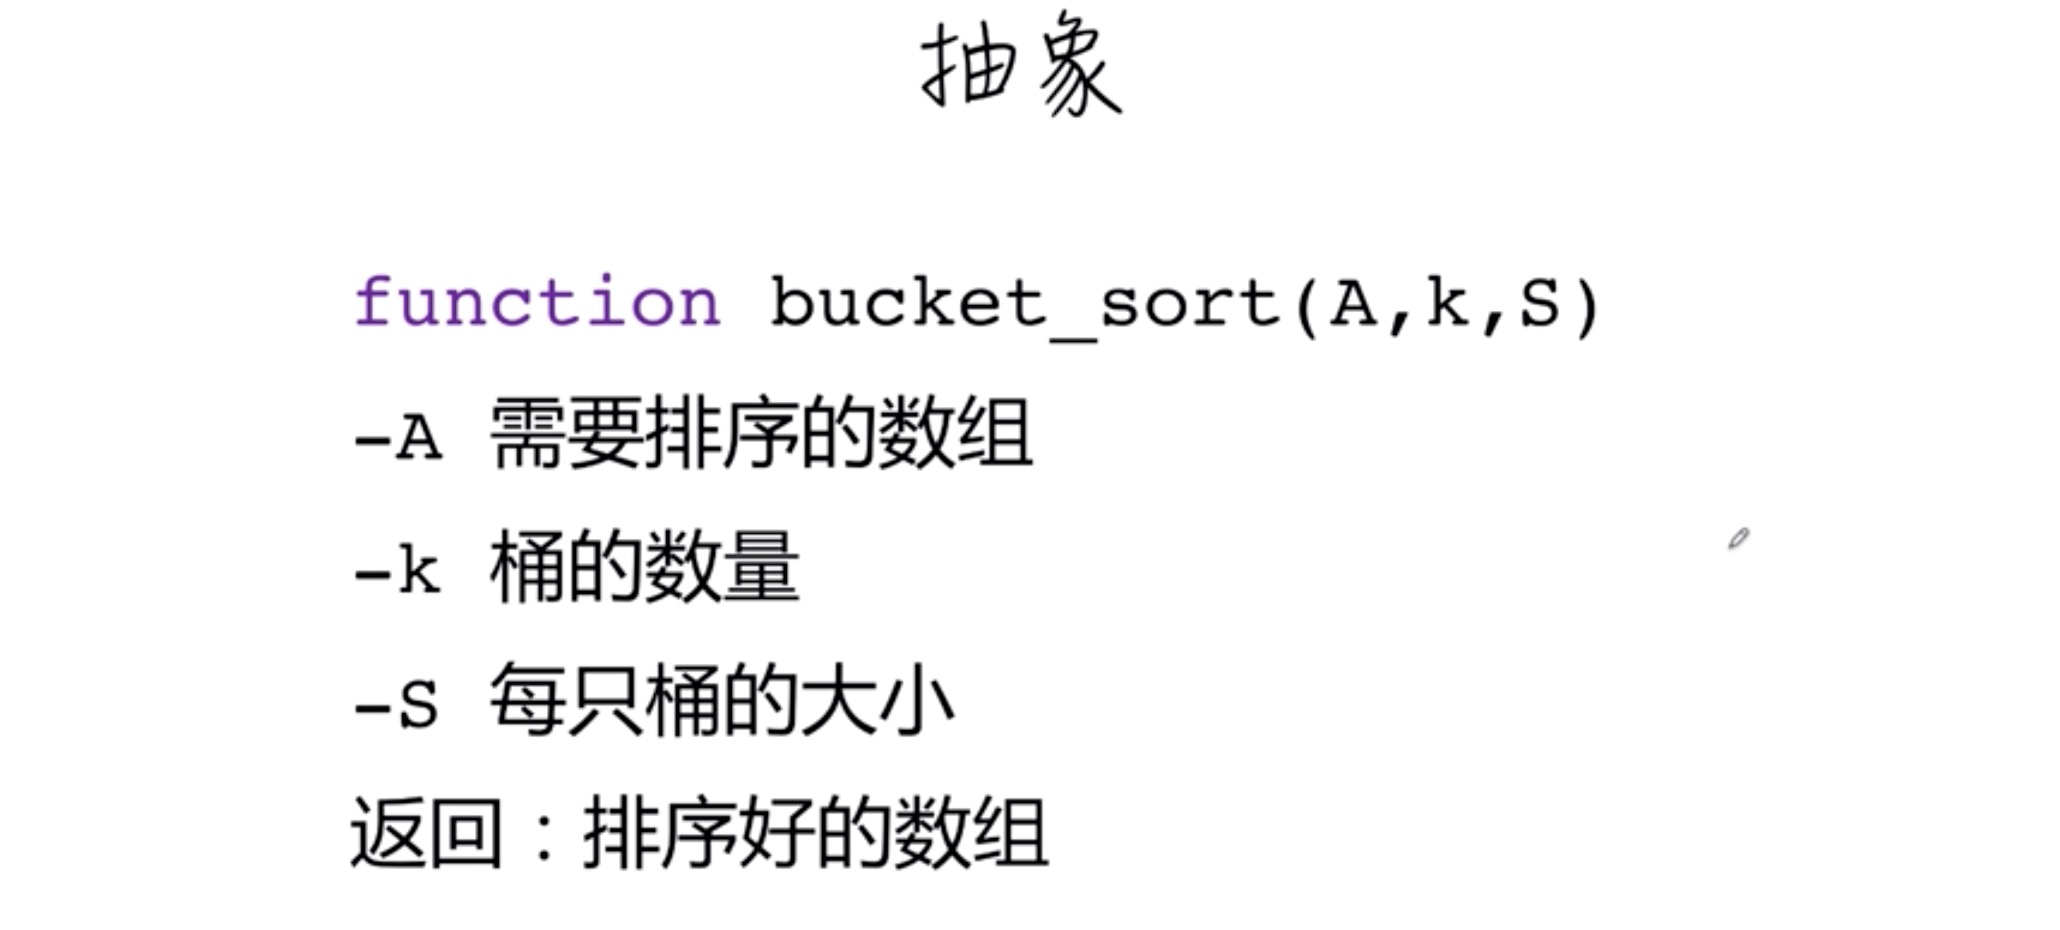 抽象
function bucket_sort(A,k,S)
-A 需要排序的数组
-k 桶的数量
-S 每只桶的大小
返回：排序好的数组